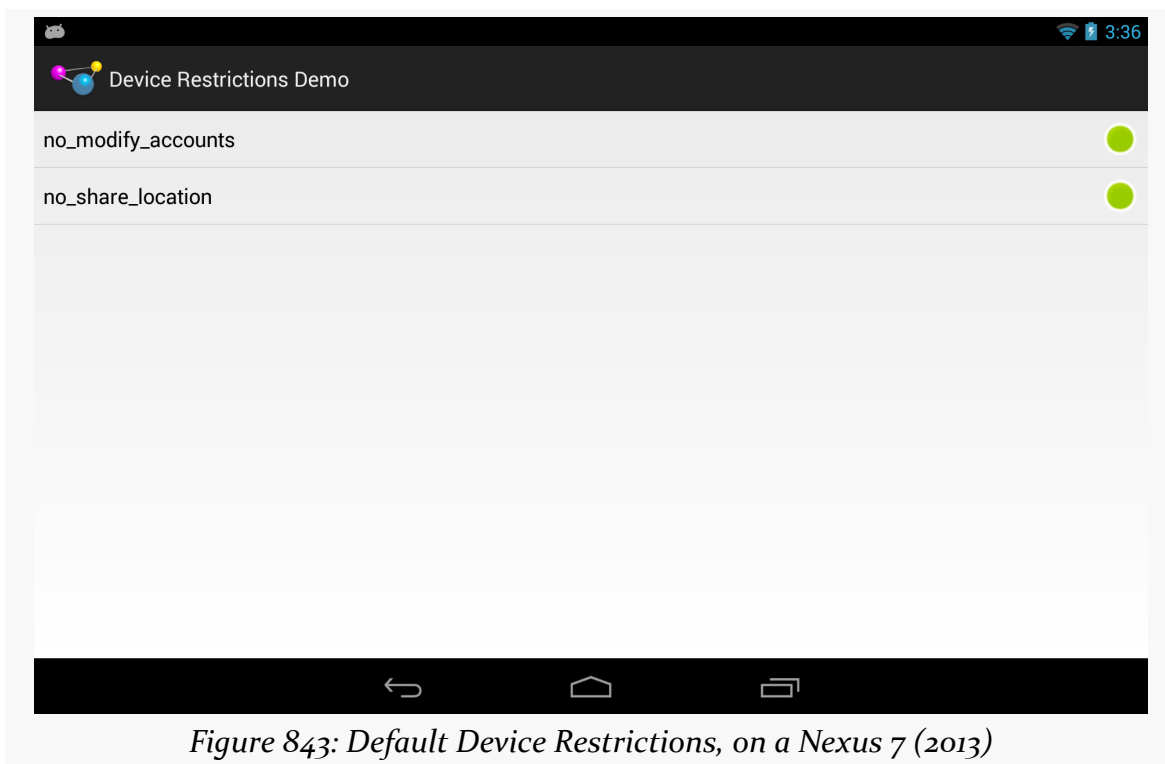 3:36
Device Restrictions Demo
no_modify_accounts
no_share_location
Figure 843: Default Device Restrictions, on a Nexus 7 (2013)